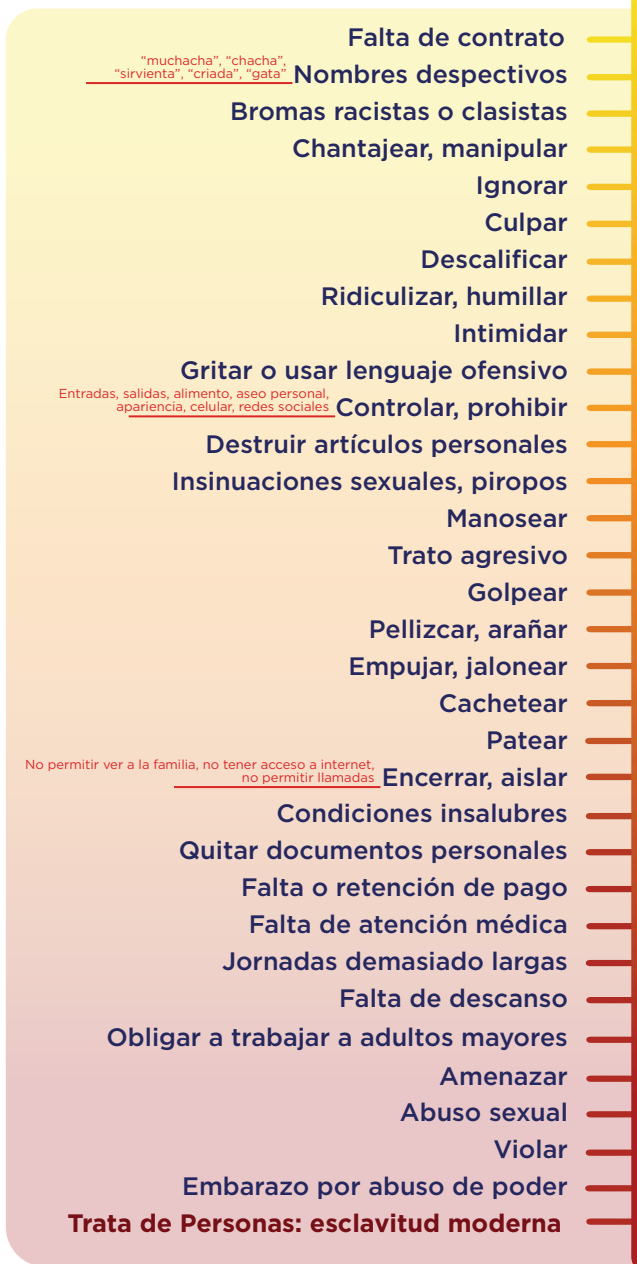 Falta de contrato
“muchacha”, “chacha”,
“sirvienta”, “criada”, “gata” Nombres despectivos
Bromas racistas o clasistas
Chantajear, manipular
Ignorar
Culpar
Descalificar
Ridiculizar, humillar
Intimidar
Gritar o usar lenguaje ofensivo
Entradas, salidas, alimento, aseo personal,
apariencia, celular, redes sociales Controlar, prohibir
Destruir artículos personales
Insinuaciones sexuales, piropos
Manosear
Trato agresivo
Golpear
Pellizcar, arañar
Empujar, jalonear
Cachetear
Patear
No permitir ver a la familia, no tener acceso a internet,
no permitir llamadas Encerrar, aislar
Condiciones insalubres
Quitar documentos personales
Falta o retención de pago
Falta de atención médica
Jornadas demasiado largas
Falta de descanso
Obligar a trabajar a adultos mayores
Amenazar
Abuso sexual
Violar
Embarazo por abuso de poder
Trata de Personas: esclavitud moderna